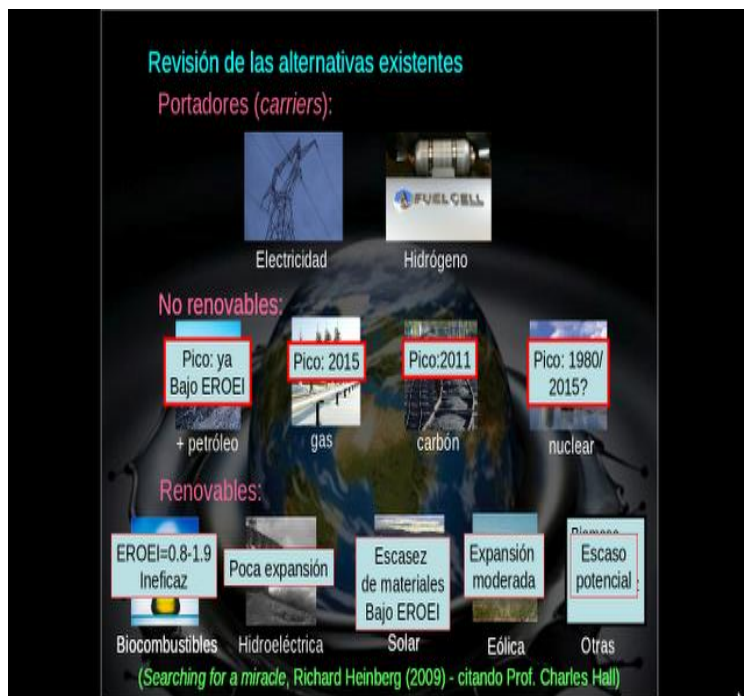 Revisión de las alternativas existentes
Portadores (carriers):
FUELCELL
Electricidad
Hidrógeno
No renovables:
Pico: ya
Bajo EROEI
Pico: 2015
Pico:2011
Pico: 1980/
2015?
+ petróleo
gas
carbón
nuclear
Renovables:
EROEI=0.8-1.9
Ineficaz
Poca expansión
Escasez
de materiales
Bajo EROEI
Expansión
moderada
Escaso
potencial
Biocombustibles
Hidroeléctrica
Solar
Eólica
Otras
(Searching for a miracle, Richard Heinberg (2009) - citando Prof. Charles Hall)